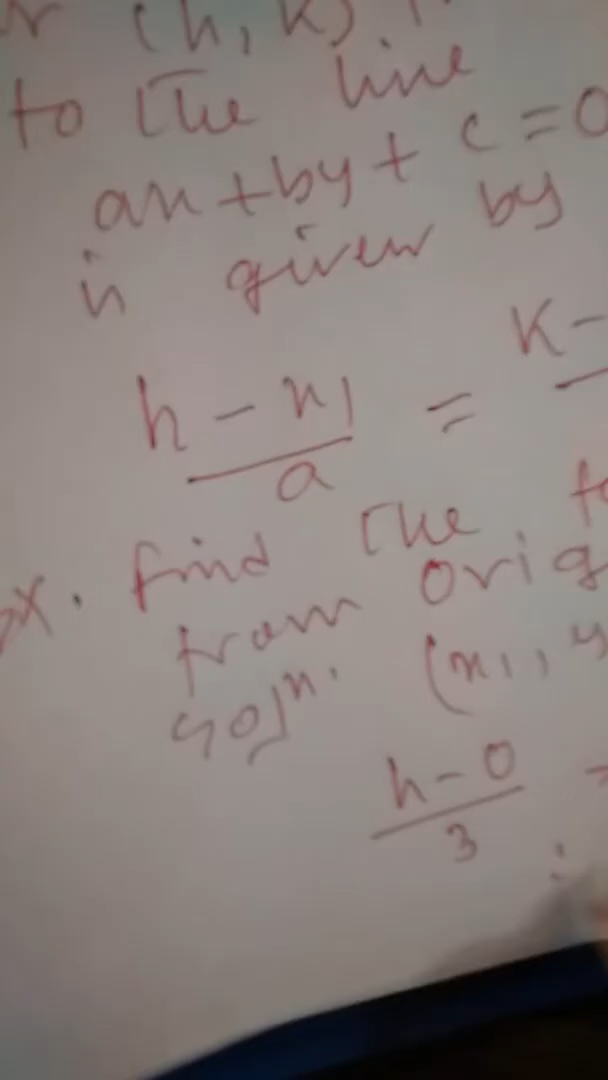 (h, k)
to the line
ax + by + c = 0
is given by
h - x1 / a = k -
Ex. find the
from orig
soln. (x1, y
h - 0 / 3